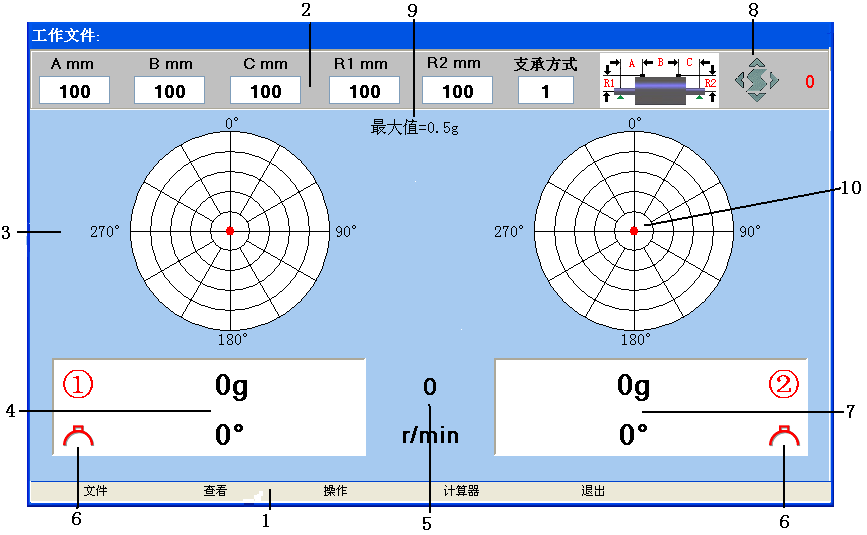 9
2
8
工作文件:
A mm B mm C mm R1 mm R2 mm 支承方式
100 100 100 100 100 1
A B C
R1 R2
0
最大值=0.5g
0° 0°
10
3
270° 90° 270° 90°
180° 180°
① 0g 0 0g ②
4
7
0° r/min 0°
文件 查看 操作 计算器 退出
6 1 5 6